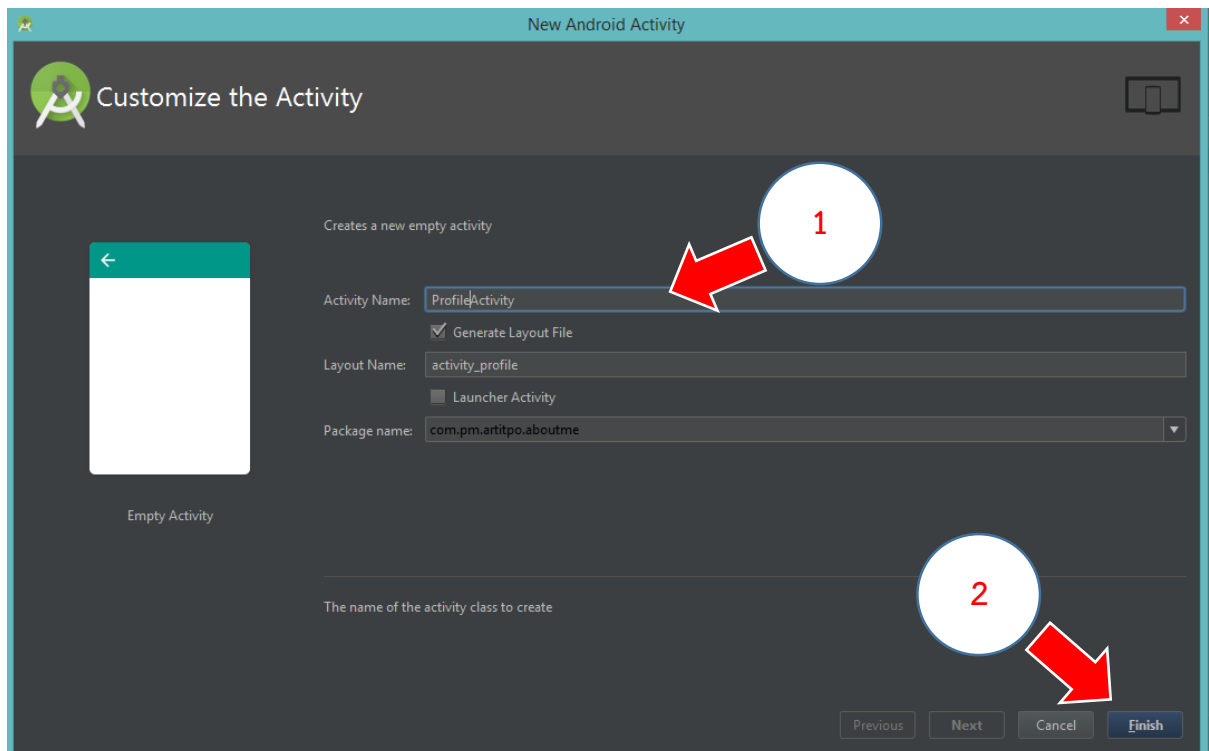 New Android Activity
Customize the Activity
Creates a new empty activity
1
Activity Name: ProfileActivity
Generate Layout File
Layout Name: activity_profile
Launcher Activity
Package name: com.pm.artitpo.aboutme
Empty Activity
The name of the activity class to create
2
Previous Next Cancel Finish